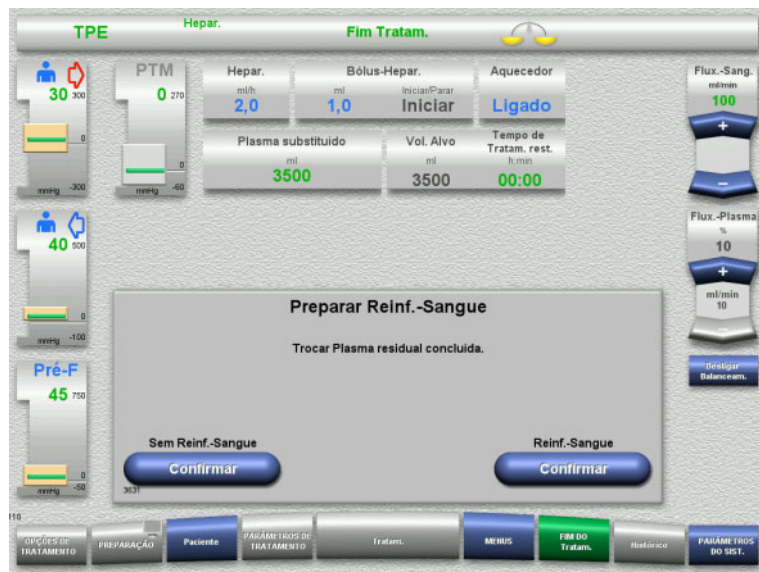 TPE
Hepar.
Fim Tratam.
30 300
0
mmHg -300
PTM
0 270
0
mmHg -60
Hepar.
ml/h
2,0
Bólus-Hepar.
ml Iniciar/Parar
1,0 Iniciar
Aquecedor
Ligado
Plasma substituido
ml
3500
Vol. Alvo
ml
3500
Tempo de
Tratam. rest.
h:min
00:00
Flux.-Sang.
ml/min
100
+
–
40 500
0
mmHg -100
Flux.-Plasma
%
10
+
ml/min
10
–
Desligar
Balanceam.
Pré-F
45 750
0
mmHg -50
Preparar Reinf.-Sangue
Trocar Plasma residual concluída.
Sem Reinf.-Sangue
Confirmar
Reinf.-Sangue
Confirmar
3631
OPÇÕES DE
TRATAMENTO
PREPARAÇÃO
Paciente
PARÂMETROS DE
TRATAMENTO
Tratam.
MENUS
FIM DO
Tratam.
Histórico
PARÂMETROS
DO SIST.